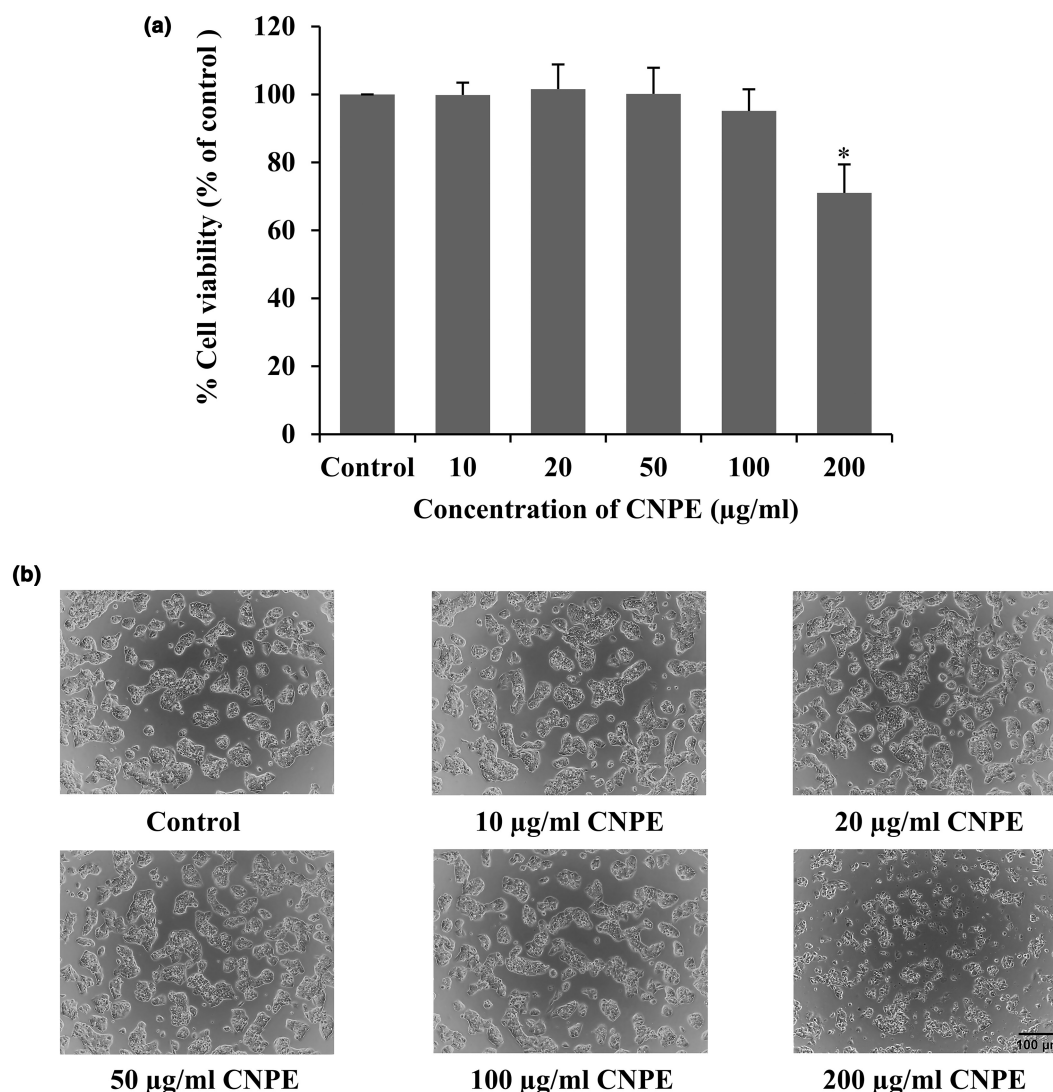 (a)
% Cell viability (% of control )
120
100
80
60
40
20
0
*
Control 10 20 50 100 200
Concentration of CNPE (µg/ml)
(b)
Control 10 µg/ml CNPE 20 µg/ml CNPE
100 µm
50 µg/ml CNPE 100 µg/ml CNPE 200 µg/ml CNPE